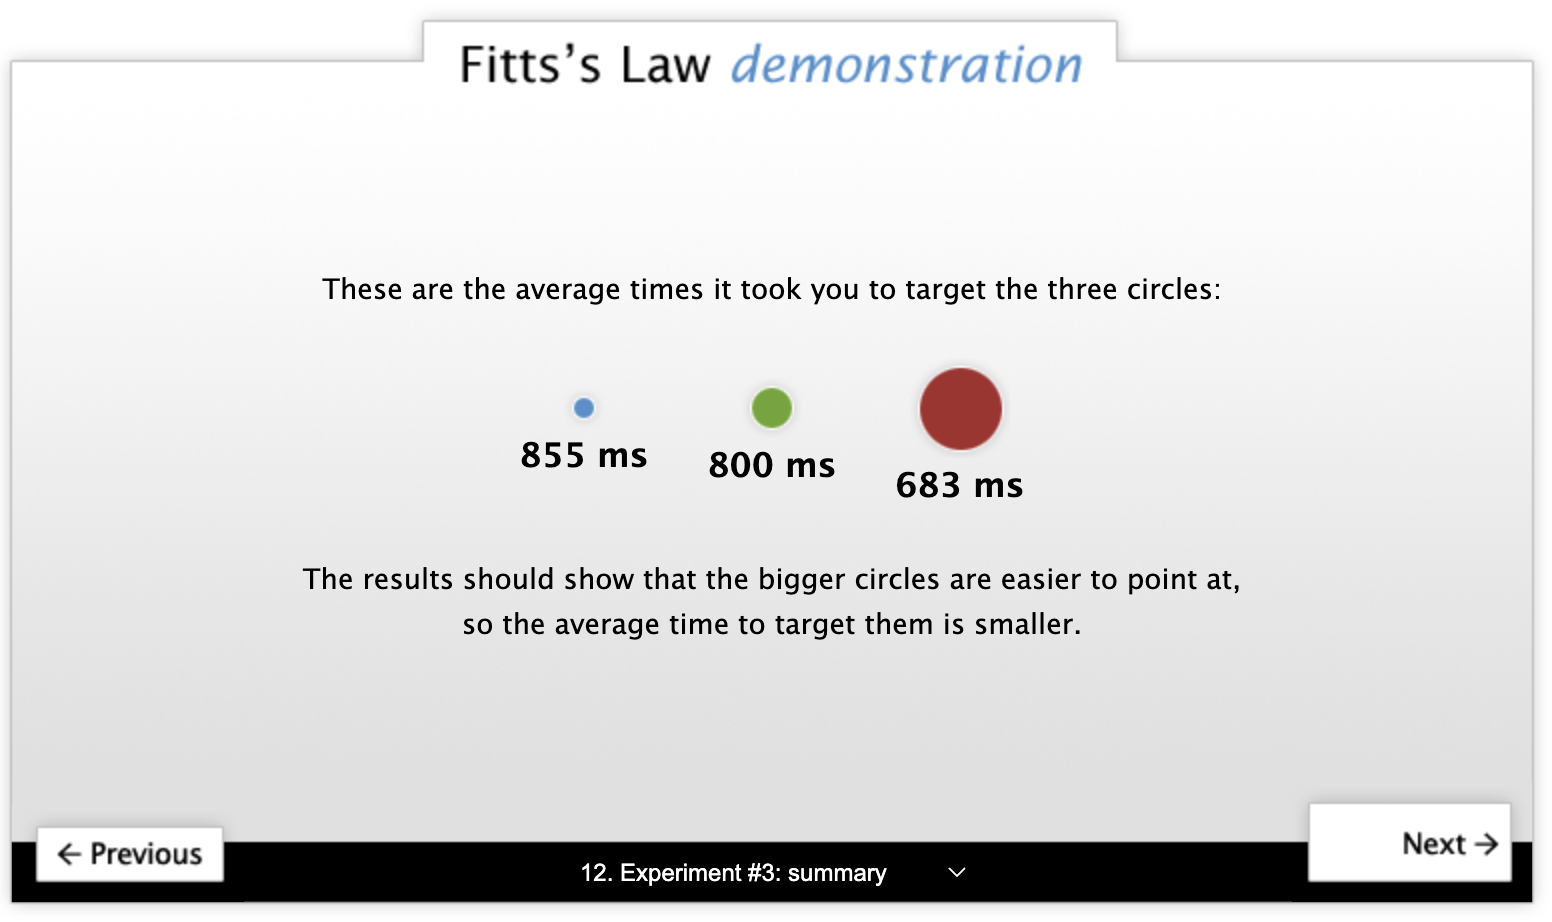 Fitts’s Law demonstration
These are the average times it took you to target the three circles:
855 ms
800 ms
683 ms
The results should show that the bigger circles are easier to point at,
so the average time to target them is smaller.
← Previous
12. Experiment #3: summary
Next →